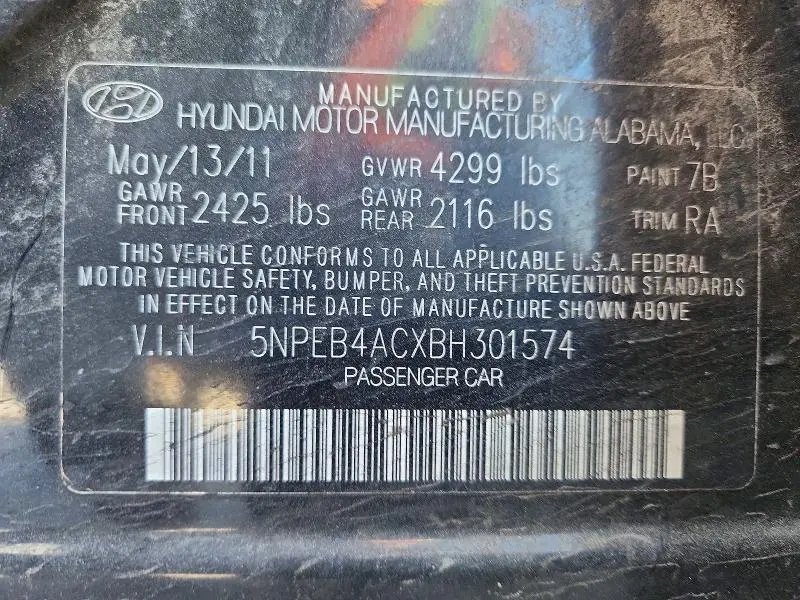 MANUFACTURED BY
HYUNDAI MOTOR MANUFACTURING ALABAMA, LLC
May/13/11 GVWR 4299 lbs PAINT 7B
GAWR FRONT 2425 lbs GAWR REAR 2116 lbs TRIM RA
THIS VEHICLE CONFORMS TO ALL APPLICABLE U.S.A. FEDERAL
MOTOR VEHICLE SAFETY, BUMPER, AND THEFT PREVENTION STANDARDS
IN EFFECT ON THE DATE OF MANUFACTURE SHOWN ABOVE
V.I.N 5NPEB4ACXBH301574
PASSENGER CAR